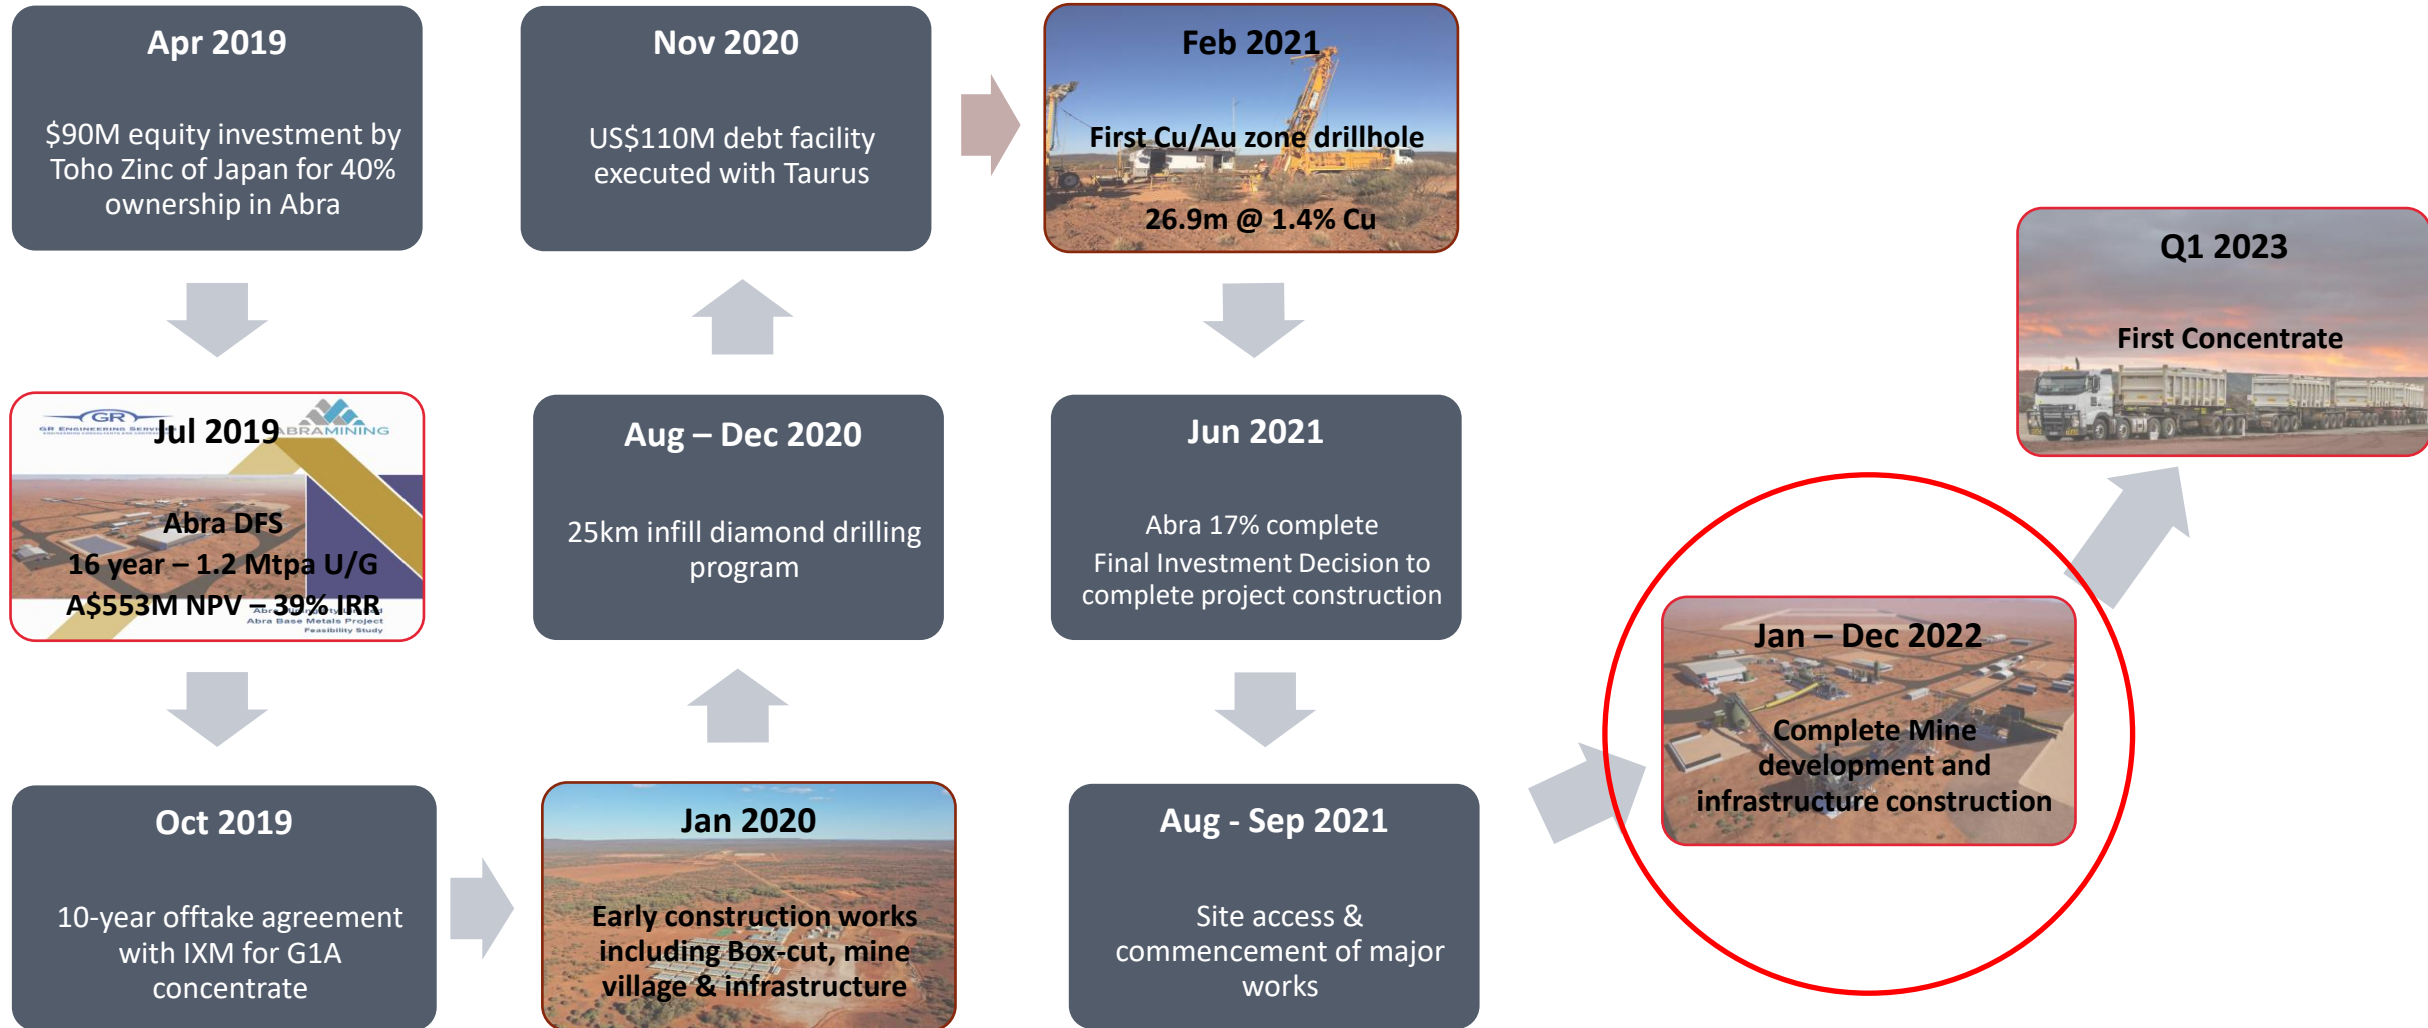 Apr 2019
$90M equity investment by
Toho Zinc of Japan for 40%
ownership in Abra
GR
GR ENGINEERING SERVICES
ABRAMINING
Jul 2019
Abra DFS
16 year – 1.2 Mtpa U/G
A$553M NPV – 39% IRR
Abra Base Metals Project
Feasibility Study
Oct 2019
10-year offtake agreement
with IXM for G1A
concentrate
Jan 2020
Early construction works
including Box-cut, mine
village & infrastructure
Aug – Dec 2020
25km infill diamond drilling
program
Nov 2020
US$110M debt facility
executed with Taurus
Feb 2021
First Cu/Au zone drillhole
26.9m @ 1.4% Cu
Jun 2021
Abra 17% complete
Final Investment Decision to
complete project construction
Aug - Sep 2021
Site access &
commencement of major
works
Jan – Dec 2022
Complete Mine
development and
infrastructure construction
Q1 2023
First Concentrate